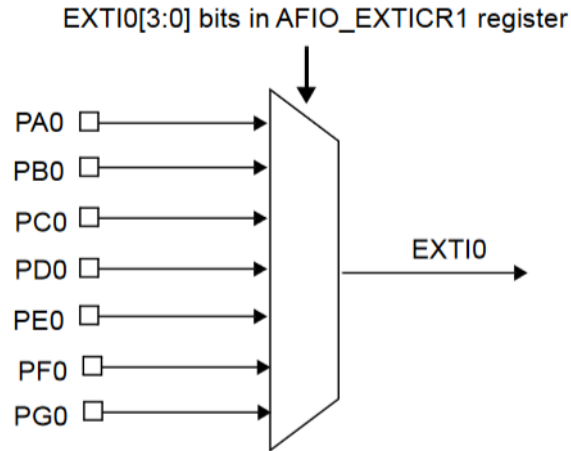 EXTI0[3:0] bits in AFIO_EXTICR1 register
PA0
PB0
PC0
PD0
EXTI0
PE0
PF0
PG0